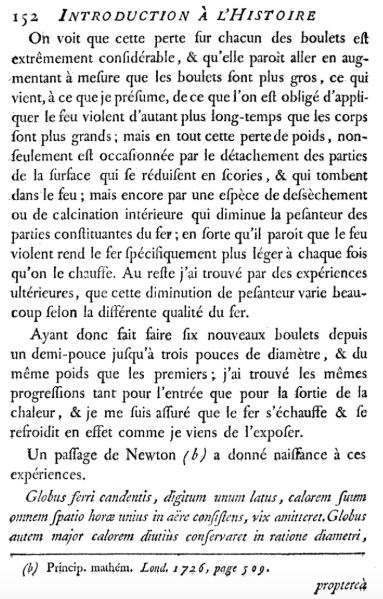 152 INTRODUCTION À L'HISTOIRE
On voit que cette perte ſur chacun des boulets eſt
extrêmement conſidérable, & qu'elle paroît aller en aug-
mentant à meſure que les boulets ſont plus gros, ce qui
vient, à ce que je préſume, de ce que l'on eſt obligé d'appli-
quer le feu violent d'autant plus long-temps que les corps
ſont plus grands; mais en tout cette perte de poids, non-
ſeulement eſt occaſionnée par le détachement des parties
de la ſurface qui ſe réduiſent en ſcories, & qui tombent
dans le feu; mais encore par une eſpèce de deſsèchement
ou de calcination intérieure qui diminue la peſanteur des
parties conſtituantes du fer; en ſorte qu'il paroît que le feu
violent rend le fer ſpécifiquement plus léger à chaque fois
qu'on le chauffe. Au reſte j'ai trouvé par des expériences
ultérieures, que cette diminution de peſanteur varie beau-
coup ſelon la différente qualité du fer.
Ayant donc fait faire ſix nouveaux boulets depuis
un demi-pouce juſqu'à trois pouces de diamètre, & du
même poids que les premiers; j'ai trouvé les mêmes
progreſſions tant pour l'entrée que pour la ſortie de la
chaleur, & je me ſuis aſſuré que le fer s'échauffe & ſe
refroidit en effet comme je viens de l'expoſer.
Un paſſage de Newton (b) a donné naiſſance à ces
expériences.
Globus ferri candentis, digitum unum latus, calorem ſuum
omnem ſpatio horæ unius in aëre conſiſtens, vix amitteret. Globus
autem major calorem diutiùs conſervaret in ratione diametri,
(b) Princip. mathém. Lond. 1726, page 509.
propterea